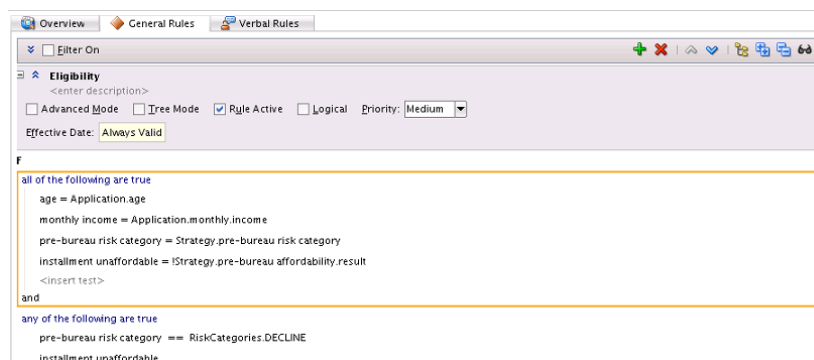 Overview General Rules Verbal Rules
Filter On
Eligibility
<enter description>
Advanced Mode Tree Mode Rule Active Logical Priority: Medium
Effective Date: Always Valid
F
all of the following are true
age = Application.age
monthly income = Application.monthly.income
pre-bureau risk category = Strategy.pre-bureau risk category
installment unaffordable = !Strategy.pre-bureau affordability.result
<insert test>
and
any of the following are true
pre-bureau risk category == RiskCategories.DECLINE
installment unaffordable